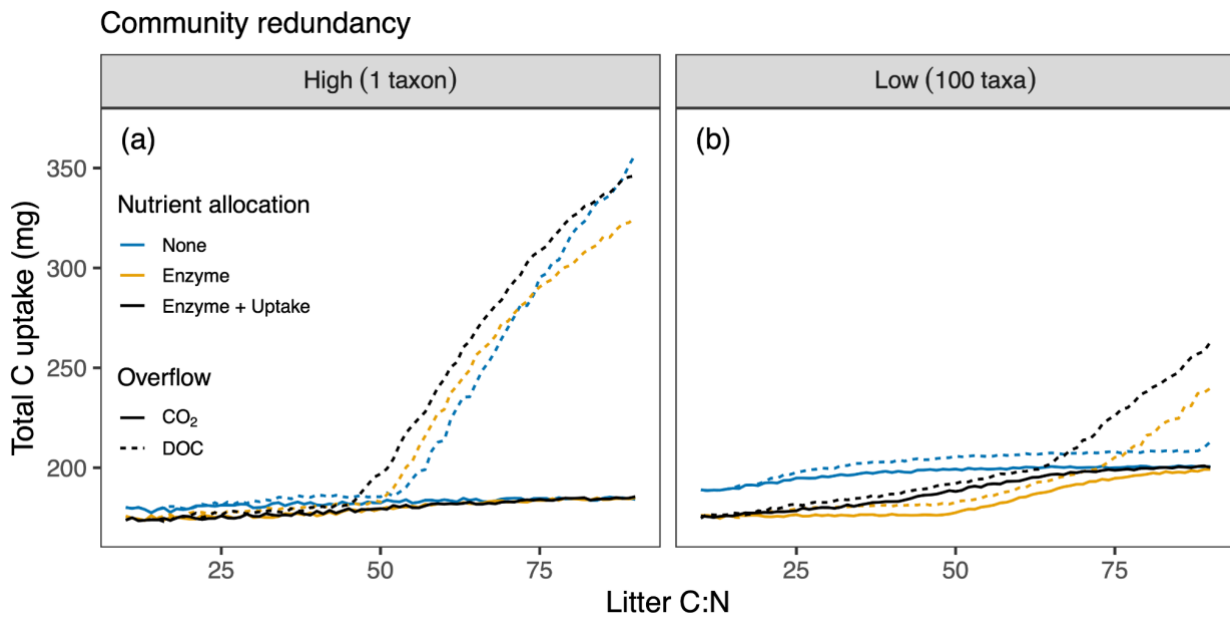 Community redundancy
High (1 taxon)
Low (100 taxa)
(a)
(b)
Total C uptake (mg)
350
300
250
200
Nutrient allocation
None
Enzyme
Enzyme + Uptake
Overflow
CO₂
DOC
25
50
75
25
50
75
Litter C:N